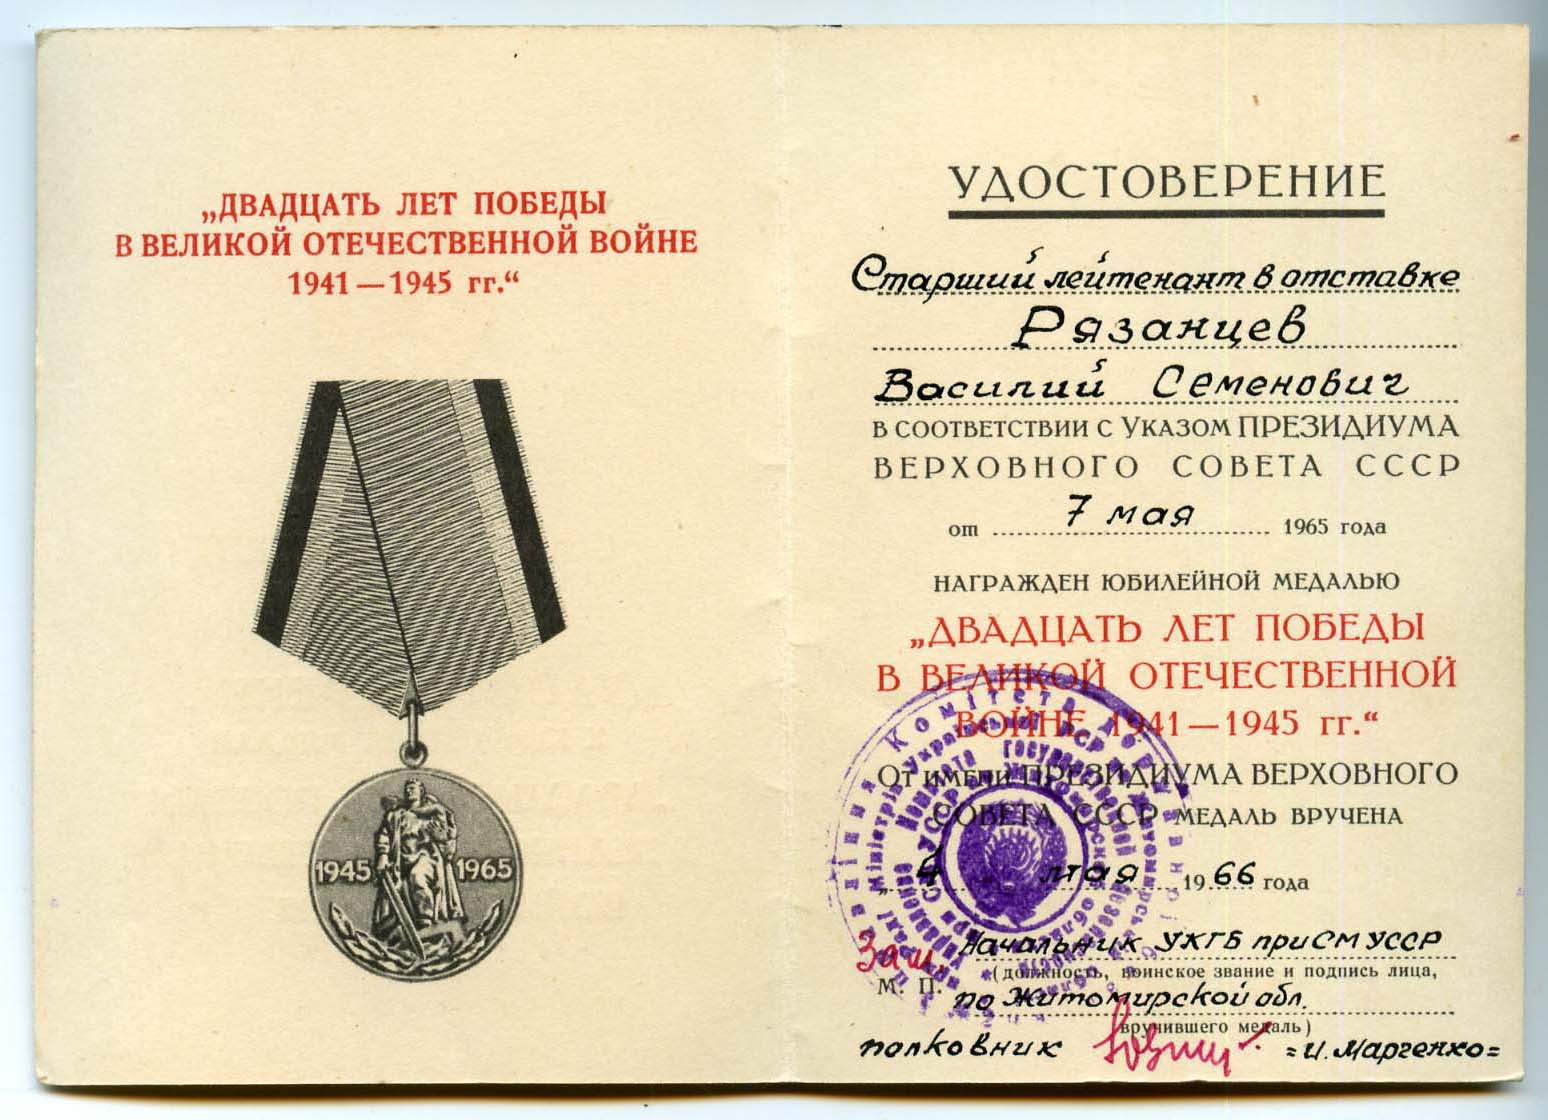 „ДВАДЦАТЬ ЛЕТ ПОБЕДЫ
В ВЕЛИКОЙ ОТЕЧЕСТВЕННОЙ ВОЙНЕ
1941—1945 гг.“
1945 1965
УДОСТОВЕРЕНИЕ
Старший лейтенант в отставке
Рязанцев
Василий Семенович
В СООТВЕТСТВИИ С УКАЗОМ ПРЕЗИДИУМА
ВЕРХОВНОГО СОВЕТА СССР
от 7 мая 1965 года
НАГРАЖДЕН ЮБИЛЕЙНОЙ МЕДАЛЬЮ
„ДВАДЦАТЬ ЛЕТ ПОБЕДЫ
В ВЕЛИКОЙ ОТЕЧЕСТВЕННОЙ
ВОЙНЕ 1941—1945 гг.“
ОТ ИМЕНИ ПРЕЗИДИУМА ВЕРХОВНОГО
СОВЕТА СССР МЕДАЛЬ ВРУЧЕНА
„4 мая 1966 года
Зам. Начальник УКГБ при СМ УССР
(должность, воинское звание и подпись лица,
М. П. по Житомирской обл.
вручившего медаль)
полковник =И. Марченко=